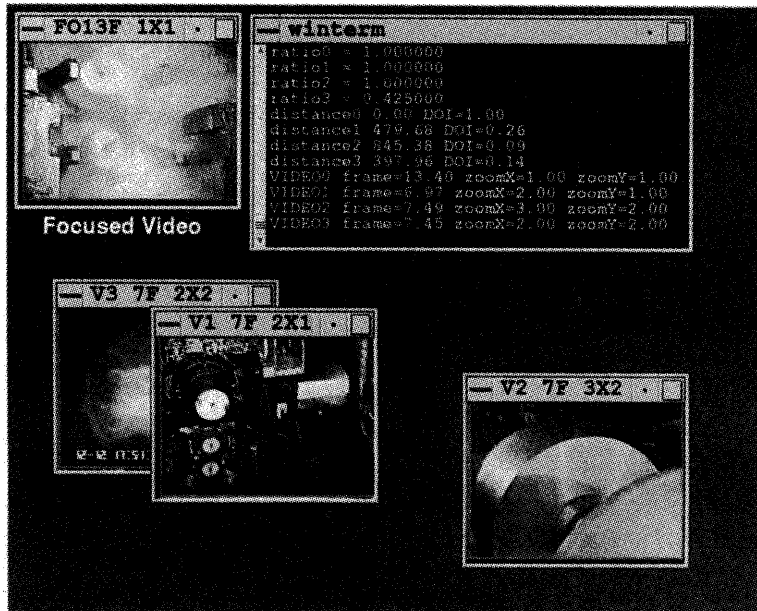 FO13F 1X1
winterm
ratio0 = 1.000000
ratio1 = 1.000000
ratio2 = 1.000000
ratio3 = 0.425000
distance0 0.00 DOI=1.00
distance1 479.68 DOI=0.26
distance2 845.38 DOI=0.09
distance3 397.96 DOI=0.14
VIDEO0 frame=13.40 zoomX=1.00 zoomY=1.00
VIDEO1 frame=6.97 zoomX=2.00 zoomY=1.00
VIDEO2 frame=7.49 zoomX=3.00 zoomY=2.00
VIDEO3 frame=7.45 zoomX=2.00 zoomY=2.00
Focused Video
V3 7F 2X2
V1 7F 2X1
V2 7F 3X2